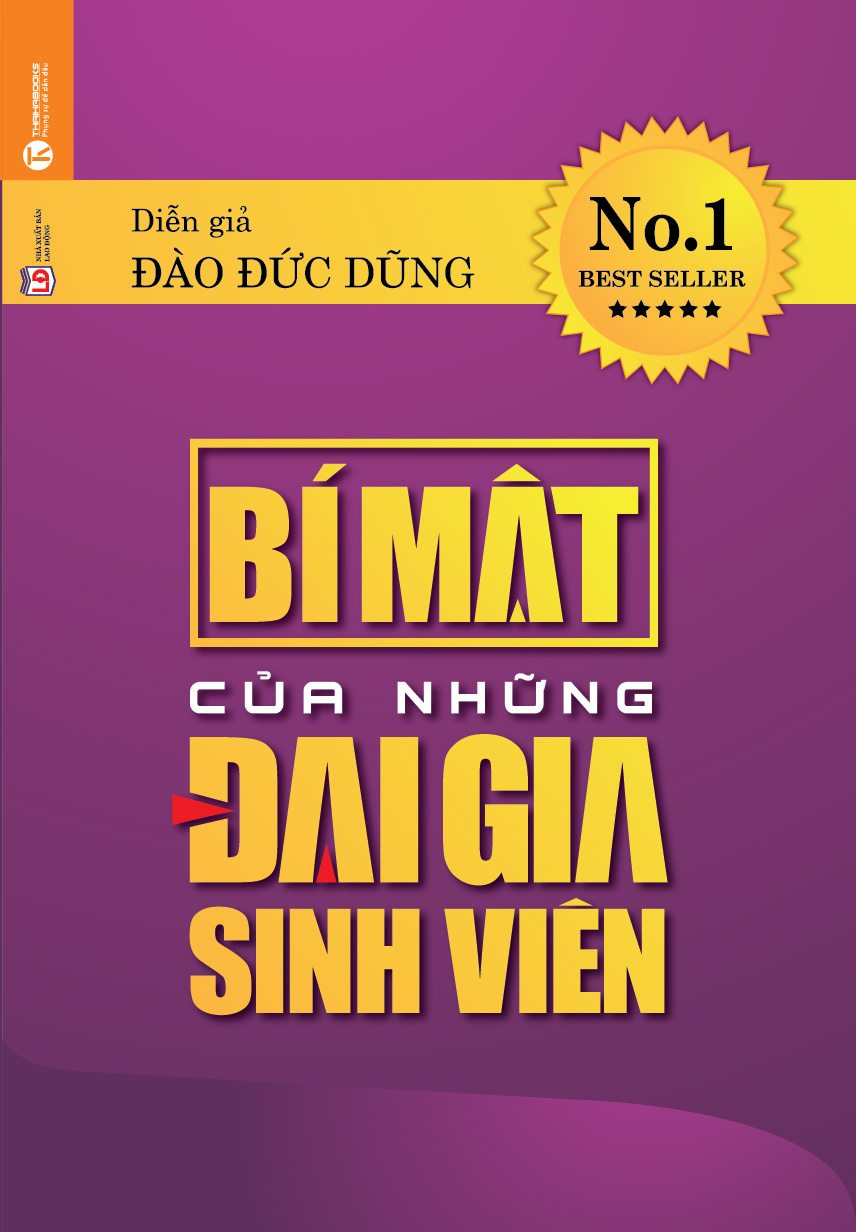 THAIHABOOKS
Phụng sự để dẫn đầu
NHÀ XUẤT BẢN
LAO ĐỘNG
LĐ
Diễn giả
ĐÀO ĐỨC DŨNG
No.1
BEST SELLER
BÍ MẬT
CỦA NHỮNG
ĐẠI GIA
SINH VIÊN